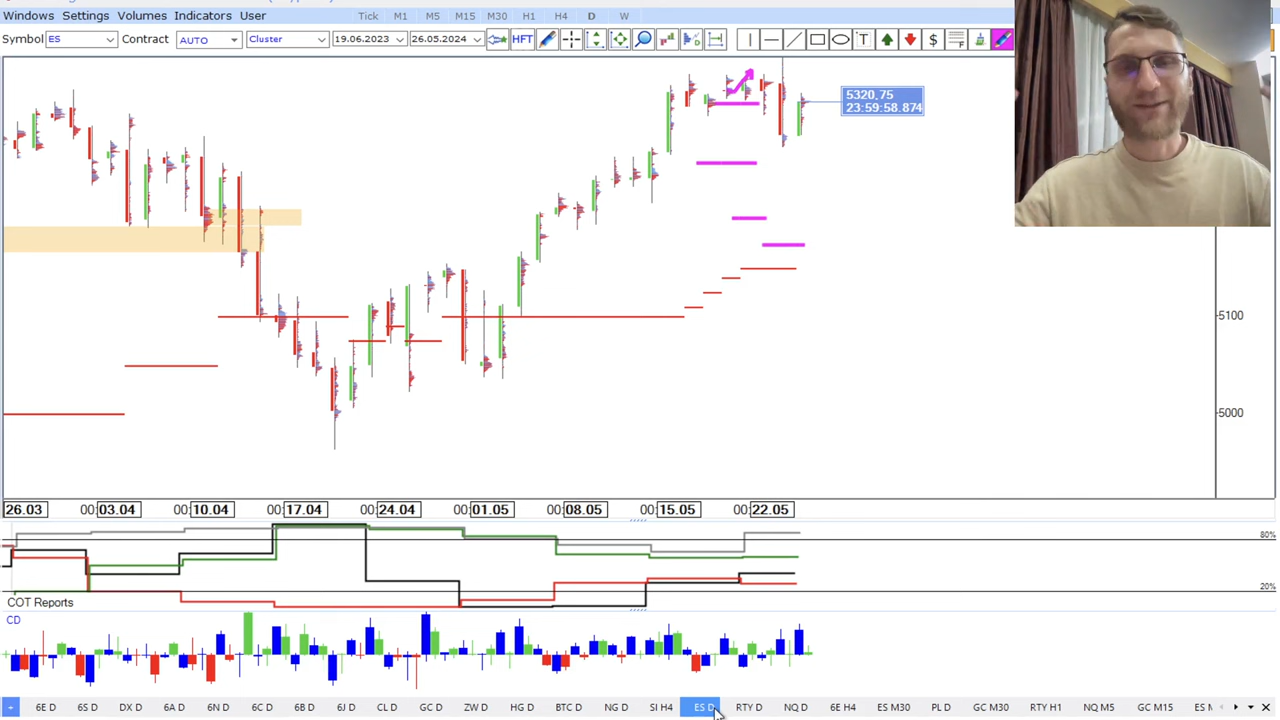 Windows Settings Volumes Indicators User Tick M1 M5 M15 M30 H1 H4 D W
Symbol ES Contract AUTO Cluster 19.06.2023 26.05.2024 HFT T $
5320,75
23:59:58.874
5100
5000
26.03 00:03.04 00:10.04 00:17.04 00:24.04 00:01.05 00:08.05 00:15.05 00:22.05
80%
20%
COT Reports
CD
6E D 6S D DX D 6A D 6N D 6C D 6B D 6J D CL D GC D ZW D HG D BTC D NG D SI H4 ES D RTY D NQ D 6E H4 ES M30 PL D GC M30 RTY H1 NQ M5 GC M15 ES M